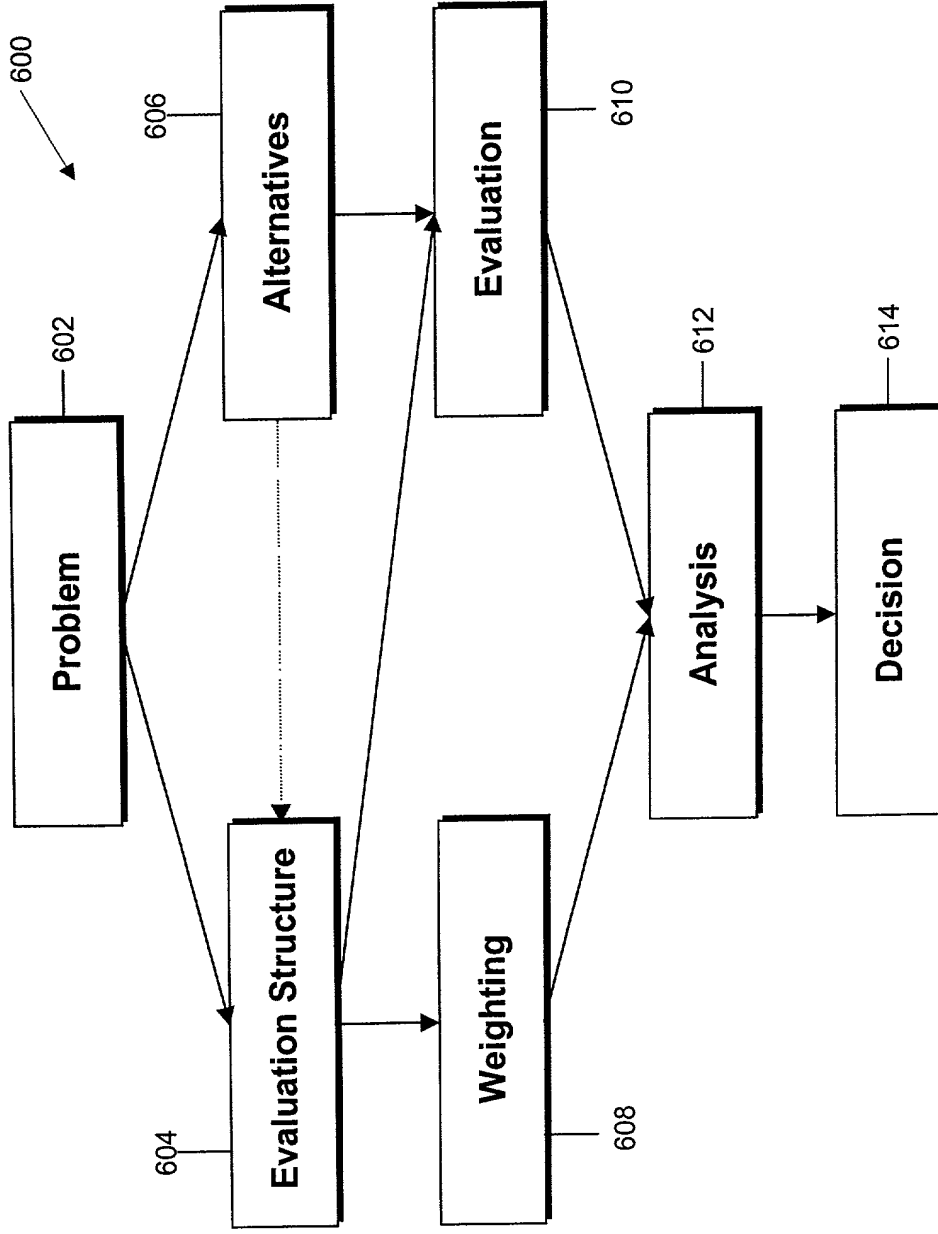 600
Problem
602
604
Evaluation Structure
606
Alternatives
608
Weighting
610
Evaluation
612
Analysis
614
Decision